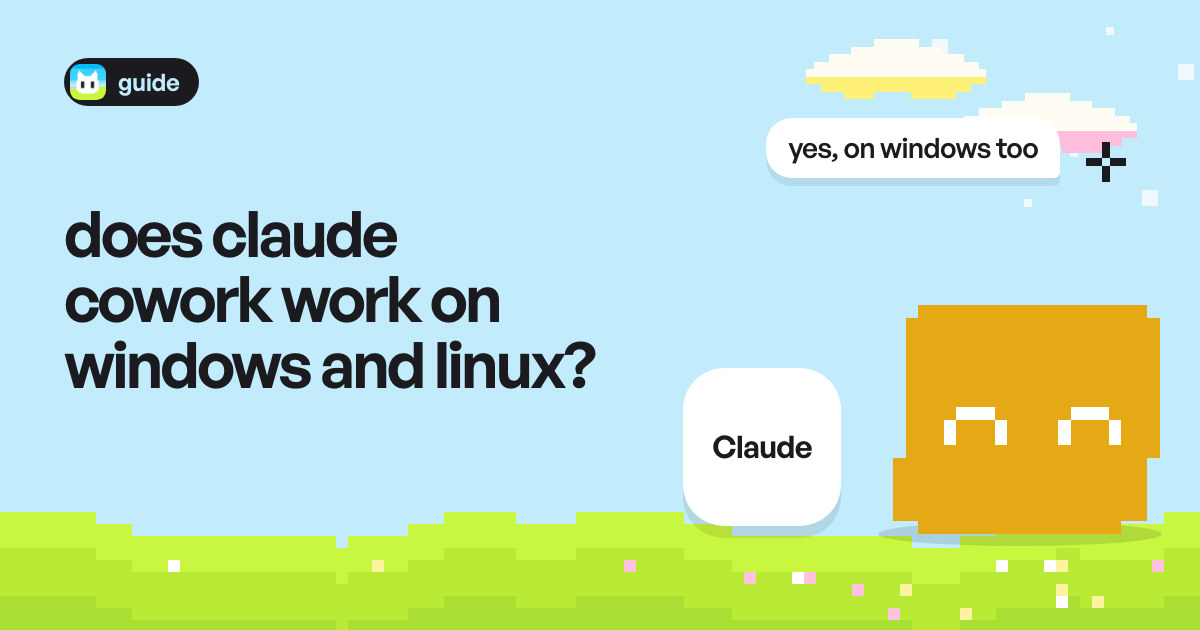 guide
yes, on windows too
does claude
cowork work on
windows and linux?
Claude